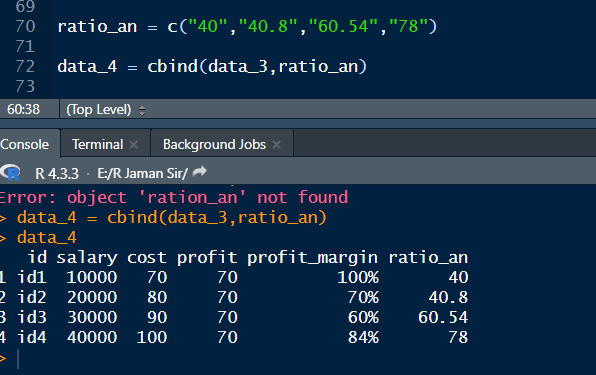 69
70 ratio_an = c("40","40.8","60.54","78")
71
72 data_4 = cbind(data_3,ratio_an)
73
60:38 (Top Level)
Console Terminal × Background Jobs ×
R R 4.3.3 · E:/R Jaman Sir/
Error: object 'ration_an' not found
> data_4 = cbind(data_3,ratio_an)
> data_4
id salary cost profit profit_margin ratio_an
1 id1 10000 70 70 100% 40
2 id2 20000 80 70 70% 40.8
3 id3 30000 90 70 60% 60.54
4 id4 40000 100 70 84% 78
>